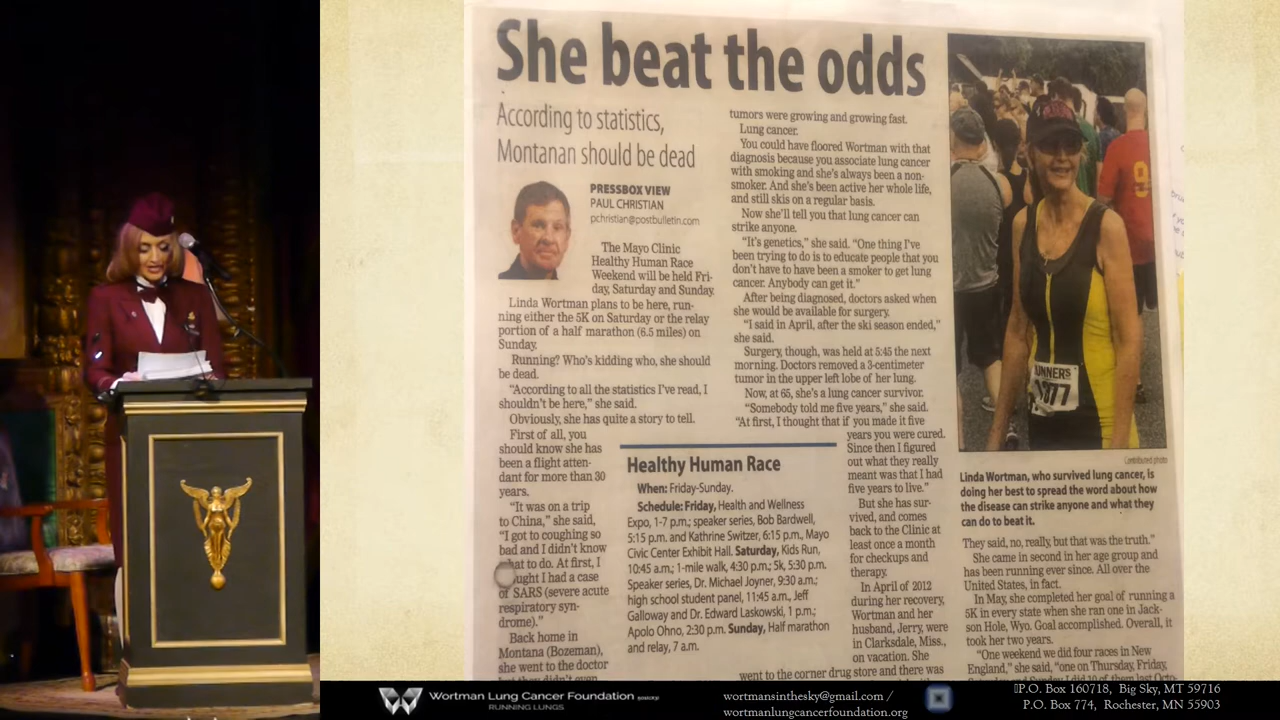 She beat the odds
According to statistics,
Montanan should be dead
PRESSBOX VIEW
PAUL CHRISTIAN
pchristian@postbulletin.com
The Mayo Clinic
Healthy Human Race
Weekend will be held Fri-
day, Saturday and Sunday.
Linda Wortman plans to be here, run-
ning either the 5K on Saturday or the relay
portion of a half marathon (6.5 miles) on
Sunday.
Running? Who's kidding who, she should
be dead.
"According to all the statistics I've read, I
shouldn't be here," she said.
Obviously, she has quite a story to tell.
First of all, you
should know she has
been a flight atten-
dant for more than 30
years.
"It was on a trip
to China," she said,
"I got to coughing so
bad and I didn't know
what to do. At first, I
thought I had a case
of SARS (severe acute
respiratory syn-
drome)."
Back home in
Montana (Bozeman),
she went to the doctor
tumors were growing and growing fast.
Lung cancer.
You could have floored Wortman with that
diagnosis because you associate lung cancer
with smoking and she's always been a non-
smoker. And she's been active her whole life,
and still skis on a regular basis.
Now she'll tell you that lung cancer can
strike anyone.
"It's genetics," she said. "One thing I've
been trying to do is to educate people that you
don't have to have been a smoker to get lung
cancer. Anybody can get it."
After being diagnosed, doctors asked when
she would be available for surgery.
"I said in April, after the ski season ended,"
she said.
Surgery, though, was held at 5:45 the next
morning. Doctors removed a 3-centimeter
tumor in the upper left lobe of her lung.
Now, at 65, she's a lung cancer survivor.
"Somebody told me five years," she said.
"At first, I thought that if you made it five
years you were cured.
Since then I figured
out what they really
meant was that I had
five years to live."
But she has sur-
vived, and comes
back to the Clinic at
least once a month
for checkups and
therapy.
In April of 2012
during her recovery,
Wortman and her
husband, Jerry, were
in Clarksdale, Miss.,
on vacation. She
went to the corner drug store and there was
Healthy Human Race
When: Friday-Sunday.
Schedule: Friday, Health and Wellness
Expo, 1-7 p.m.; speaker series, Bob Bardwell,
5:15 p.m. and Kathrine Switzer, 6:15 p.m., Mayo
Civic Center Exhibit Hall. Saturday, Kids Run,
10:45 a.m.; 1-mile walk, 4:30 p.m.; 5k, 5:30 p.m.
Speaker series, Dr. Michael Joyner, 9:30 a.m.;
high school student panel, 11:45 a.m., Jeff
Galloway and Dr. Edward Laskowski, 1 p.m.;
Apolo Ohno, 2:30 p.m. Sunday, Half marathon
and relay, 7 a.m.
9
RUNNERS
1377
Contributed photo
Linda Wortman, who survived lung cancer, is
doing her best to spread the word about how
the disease can strike anyone and what they
can do to beat it.
They said, no, really, but that was the truth."
She came in second in her age group and
has been running ever since. All over the
United States, in fact.
In May, she completed her goal of running a
5K in every state when she ran one in Jack-
son Hole, Wyo. Goal accomplished. Overall, it
took her two years.
"One weekend we did four races in New
England," she said, "one on Thursday, Friday,
Wortman Lung Cancer Foundation
RUNNING LUNGS
wortmansinthesky@gmail.com /
wortmanlungcancerfoundation.org
P.O. Box 160718, Big Sky, MT 59716
P.O. Box 774, Rochester, MN 55903